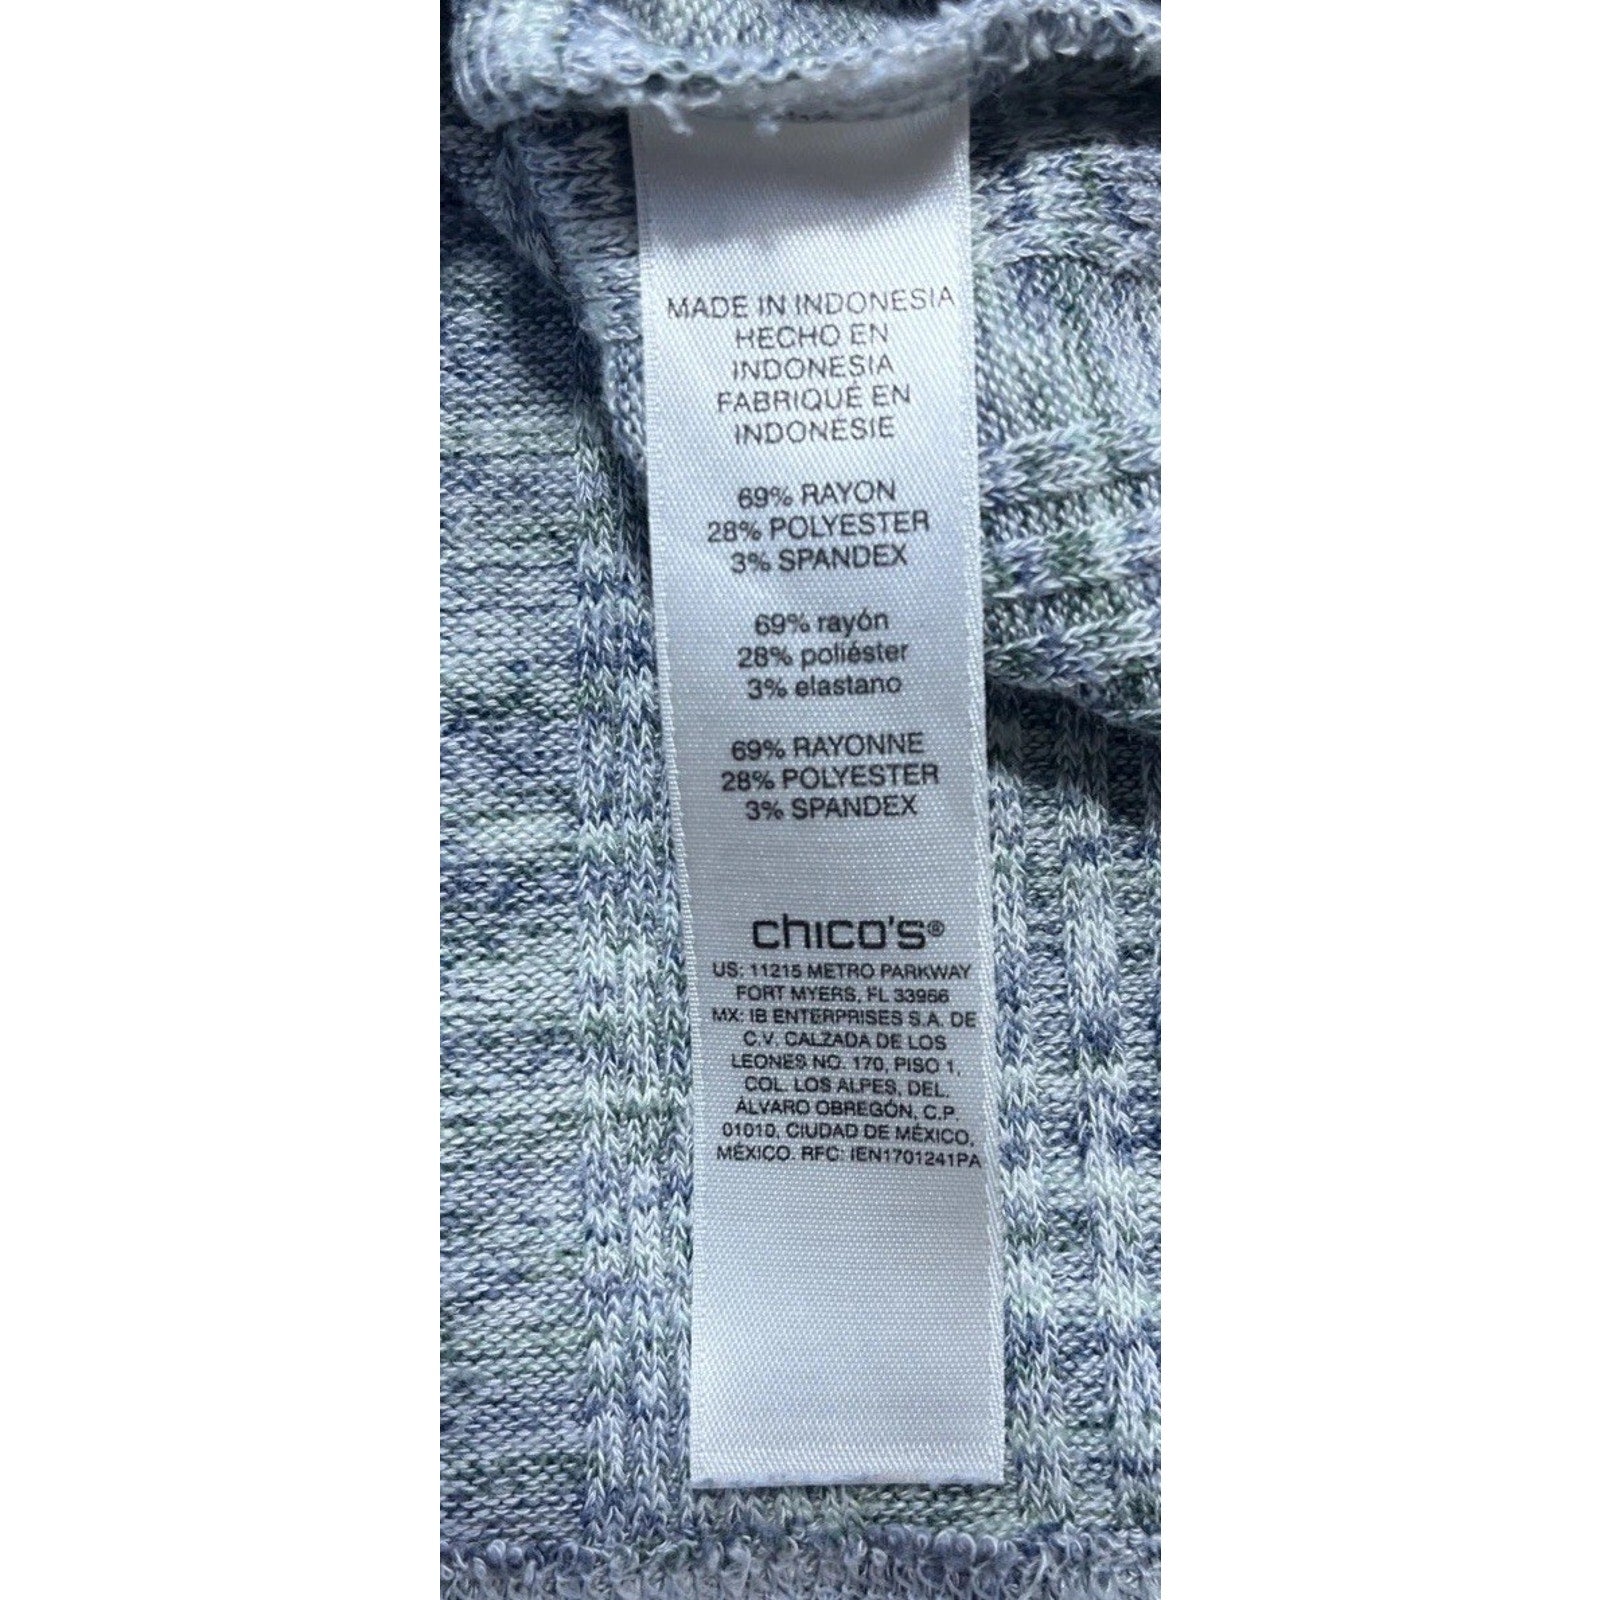 MADE IN INDONESIA
HECHO EN
INDONESIA
FABRIQUÉ EN
INDONÉSIE
69% RAYON
28% POLYESTER
3% SPANDEX
69% rayón
28% poliéster
3% elastano
69% RAYONNE
28% POLYESTER
3% SPANDEX
chico's®
US: 11215 METRO PARKWAY
FORT MYERS, FL 33966
MX: IB ENTERPRISES S.A. DE
C.V. CALZADA DE LOS
LEONES NO. 170, PISO 1,
COL. LOS ALPES, DEL.
ÁLVARO OBREGÓN, C.P.
01010, CIUDAD DE MÉXICO,
MÉXICO. RFC: IEN1701241PA